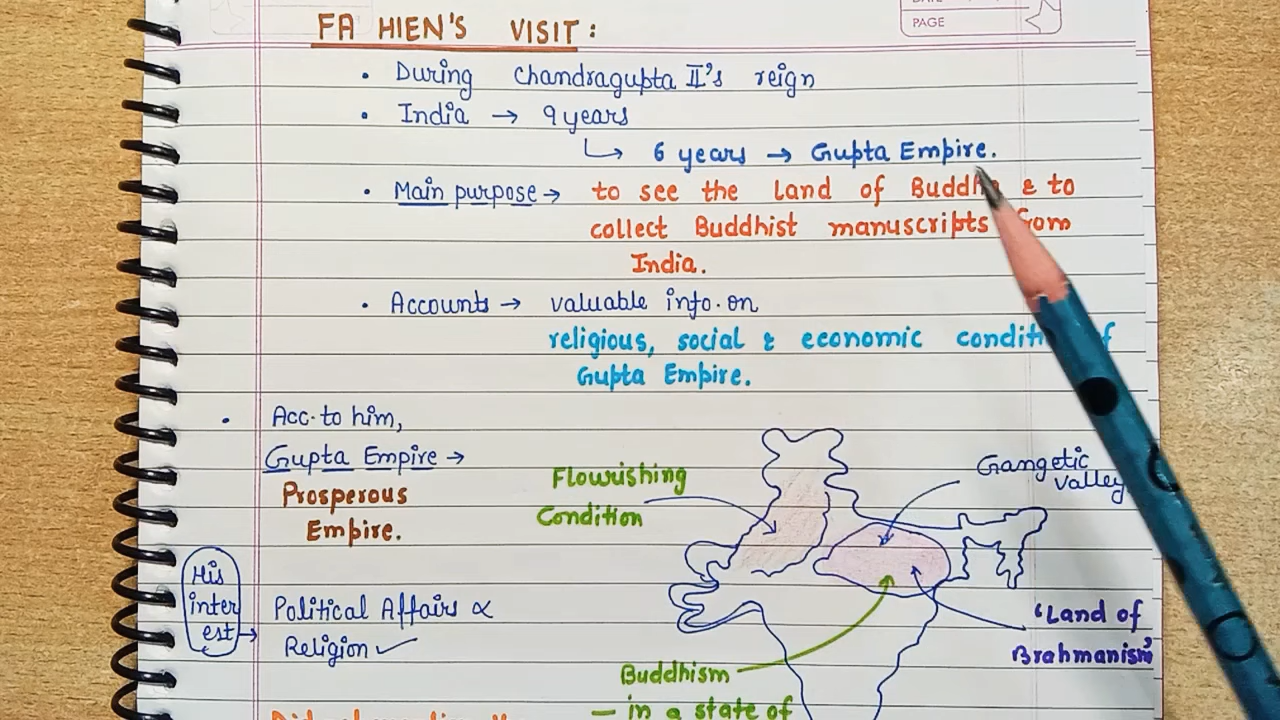 PAGE
FA HIEN'S VISIT :
• During Chandragupta II's reign
• India → 9 years
↳ 6 years → Gupta Empire.
• Main purpose → to see the land of Buddha & to
collect Buddhist manuscripts from
India.
• Accounts → valuable info. on
religious, social & economic
Gupta Empire.
• Acc. to him,
Gupta Empire →
Prosperous
Empire.
Flourishing
Condition
Gangetic
valley
His
inter
est →
Political Affairs ∝
Religion ✓
'Land of
Brahmanism'
Buddhism
— in a state of